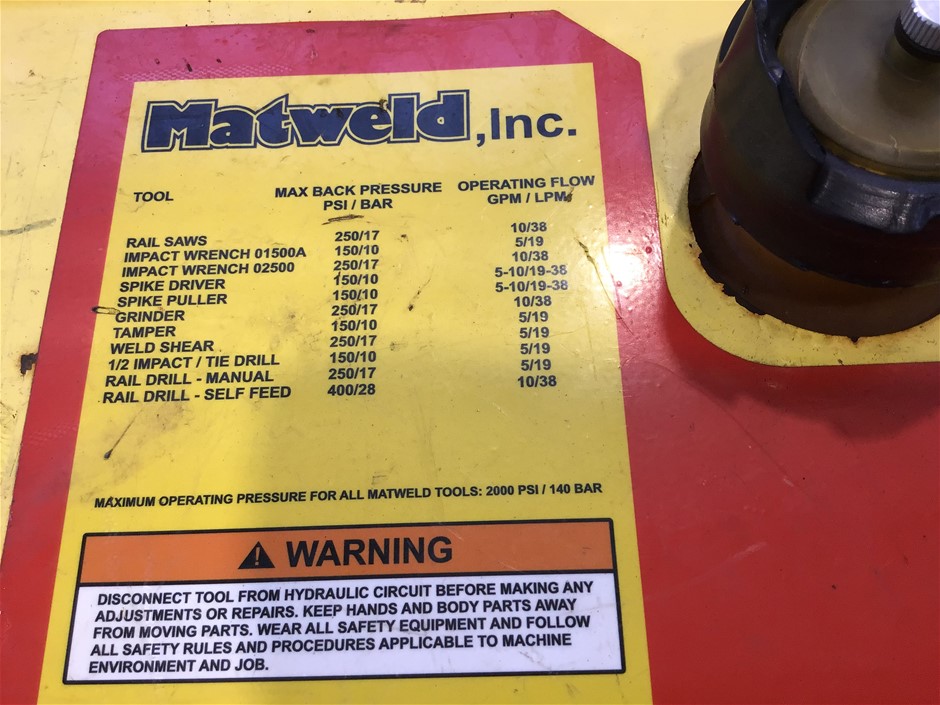 Matweld, Inc.
TOOL MAX BACK PRESSURE OPERATING FLOW
PSI / BAR GPM / LPM
RAIL SAWS 250/17 10/38
IMPACT WRENCH 01500A 150/10 5/19
IMPACT WRENCH 02500 250/17 10/38
SPIKE DRIVER 150/10 5-10/19-38
SPIKE PULLER 150/10 5-10/19-38
GRINDER 250/17 10/38
TAMPER 150/10 5/19
WELD SHEAR 250/17 5/19
1/2 IMPACT / TIE DRILL 150/10 5/19
RAIL DRILL - MANUAL 250/17 5/19
RAIL DRILL - SELF FEED 400/28 10/38
MAXIMUM OPERATING PRESSURE FOR ALL MATWELD TOOLS: 2000 PSI / 140 BAR
WARNING
DISCONNECT TOOL FROM HYDRAULIC CIRCUIT BEFORE MAKING ANY
ADJUSTMENTS OR REPAIRS. KEEP HANDS AND BODY PARTS AWAY
FROM MOVING PARTS. WEAR ALL SAFETY EQUIPMENT AND FOLLOW
ALL SAFETY RULES AND PROCEDURES APPLICABLE TO MACHINE
ENVIRONMENT AND JOB.